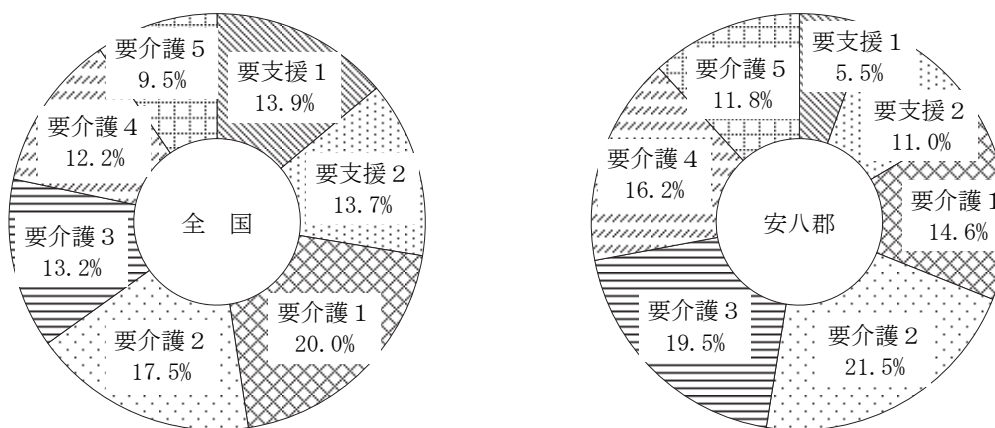 要支援1
13.9%
要支援2
13.7%
要介護1
20.0%
要介護2
17.5%
要介護3
13.2%
要介護4
12.2%
要介護5
9.5%
全 国
要支援1
5.5%
要支援2
11.0%
要介護1
14.6%
要介護2
21.5%
要介護3
19.5%
要介護4
16.2%
要介護5
11.8%
安八郡